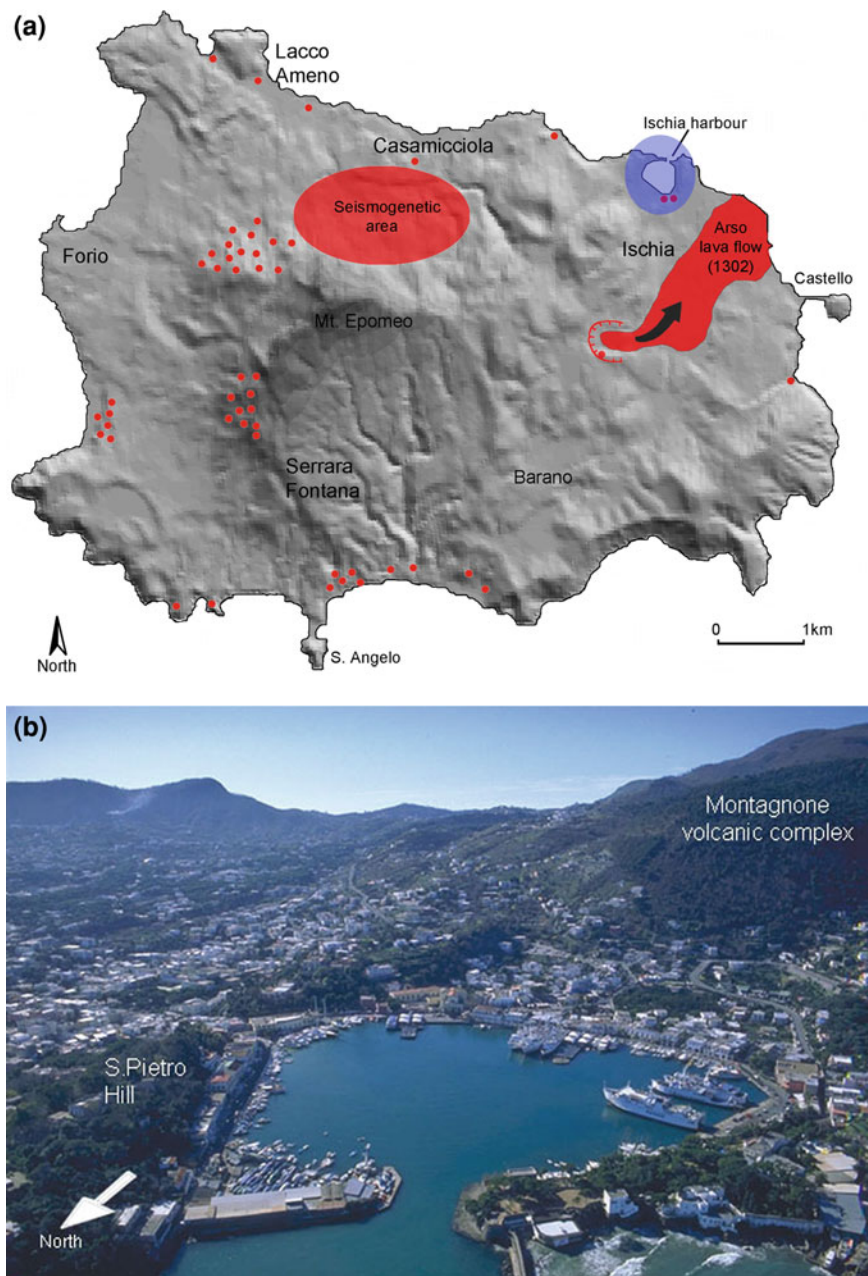 (a)
Lacco
Ameno
Ischia harbour
Casamicciola
Seismogenetic
area
Forio
Ischia
Arso
lava flow
(1302)
Castello
Mt. Epomeo
Serrara
Fontana
Barano
North
S. Angelo
0 1km
(b)
Montagnone
volcanic complex
S.Pietro
Hill
North